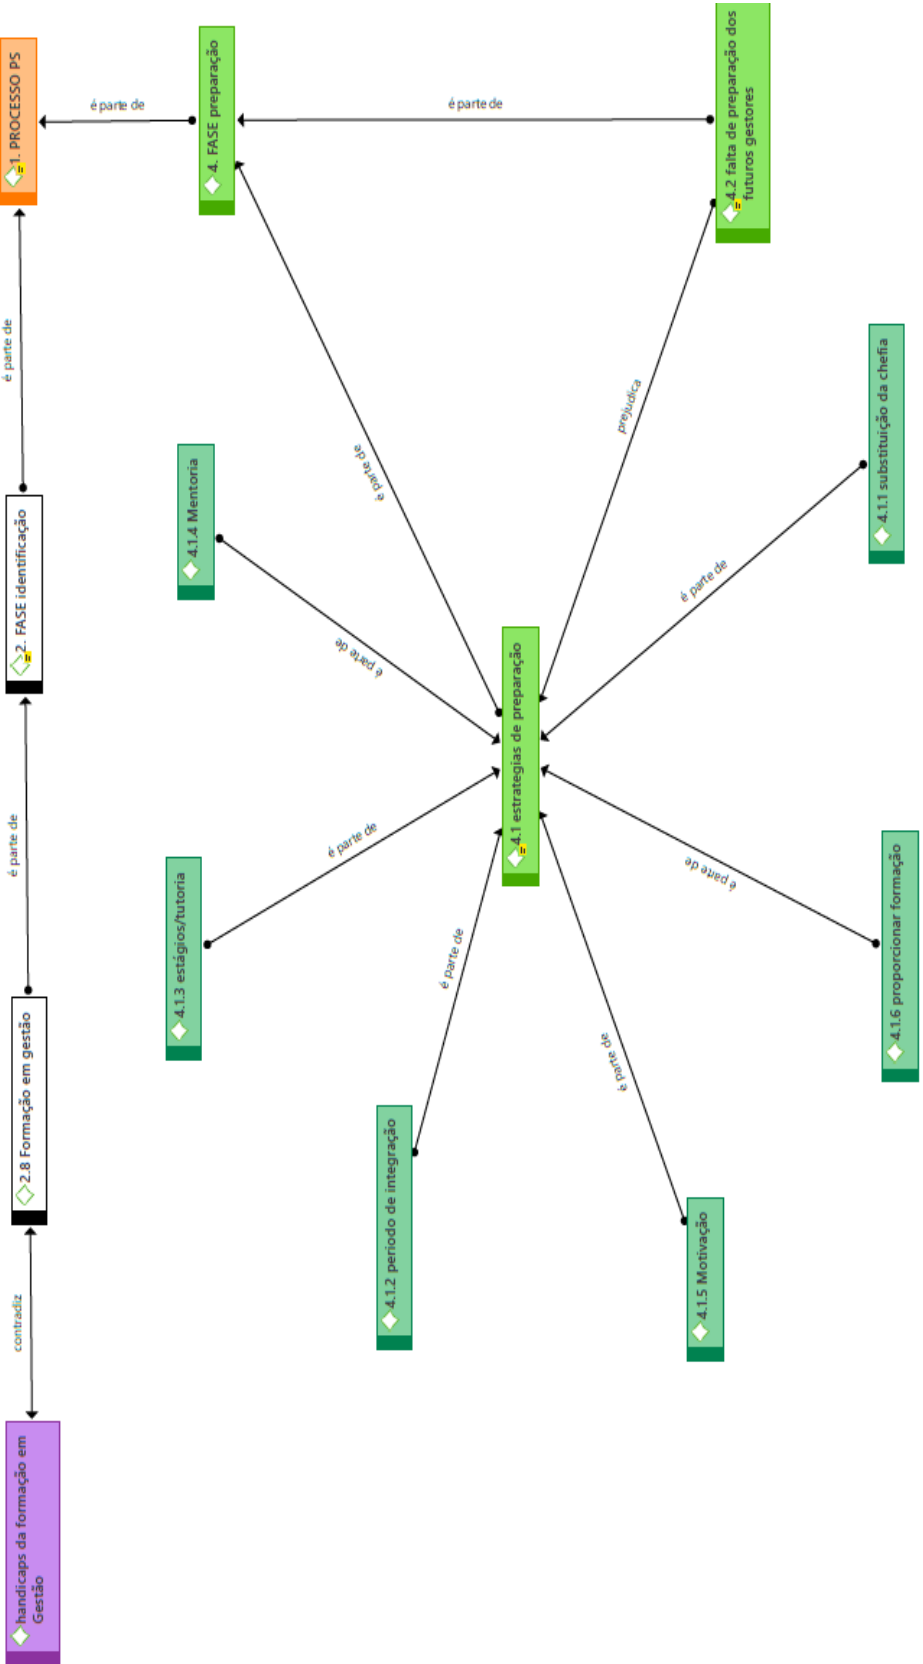 handicaps da formação em
Gestão
contradiz
2.8 Formação em gestão
é parte de
2. FASE identificação
é parte de
1. PROCESSO PS
é parte de
4. FASE preparação
é parte de
4.2 falta de preparação dos
futuros gestores
4.1.4 Mentoria
é parte de
é parte de
prejudica
4.1.3 estágios/tutoria
é parte de
4.1 estrategias de preparação
é parte de
4.1.1 substituição da chefia
4.1.2 periodo de integração
é parte de
é parte de
4.1.6 proporcionar formação
é parte de
4.1.5 Motivação